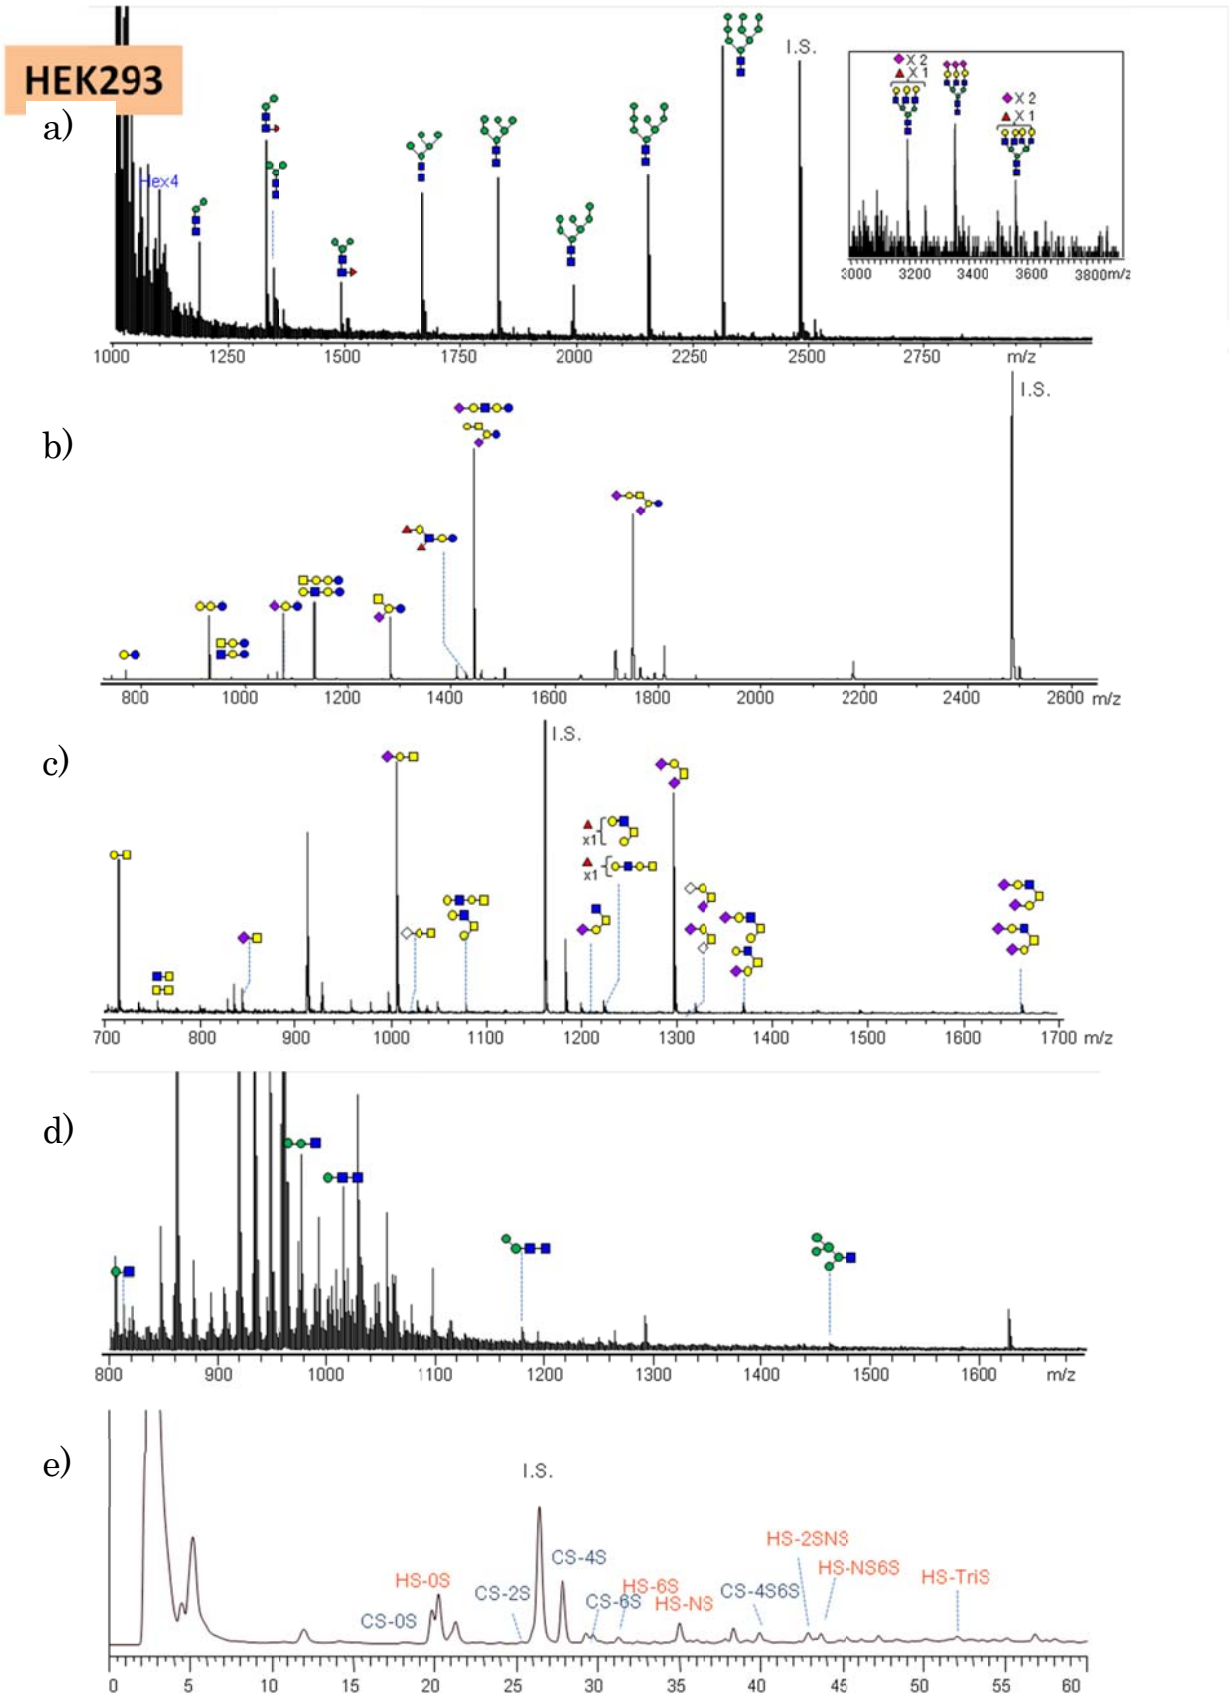 HEK293
a)
Hex4
I.S.
X 2
X 1
X 2
X 1
3000 3200 3400 3600 3800m/z
1000 1250 1500 1750 2000 2250 2500 2750 m/z
b)
I.S.
800 1000 1200 1400 1600 1800 2000 2200 2400 2600 m/z
c)
I.S.
x1
x1
700 800 900 1000 1100 1200 1300 1400 1500 1600 1700 m/z
d)
800 900 1000 1100 1200 1300 1400 1500 1600 m/z
e)
I.S.
CS-0S
HS-0S
CS-2S
CS-4S
CS-6S
HS-6S
HS-NS
CS-4S6S
HS-2SNS
HS-NS6S
HS-TriS
0 5 10 15 20 25 30 35 40 45 50 55 60